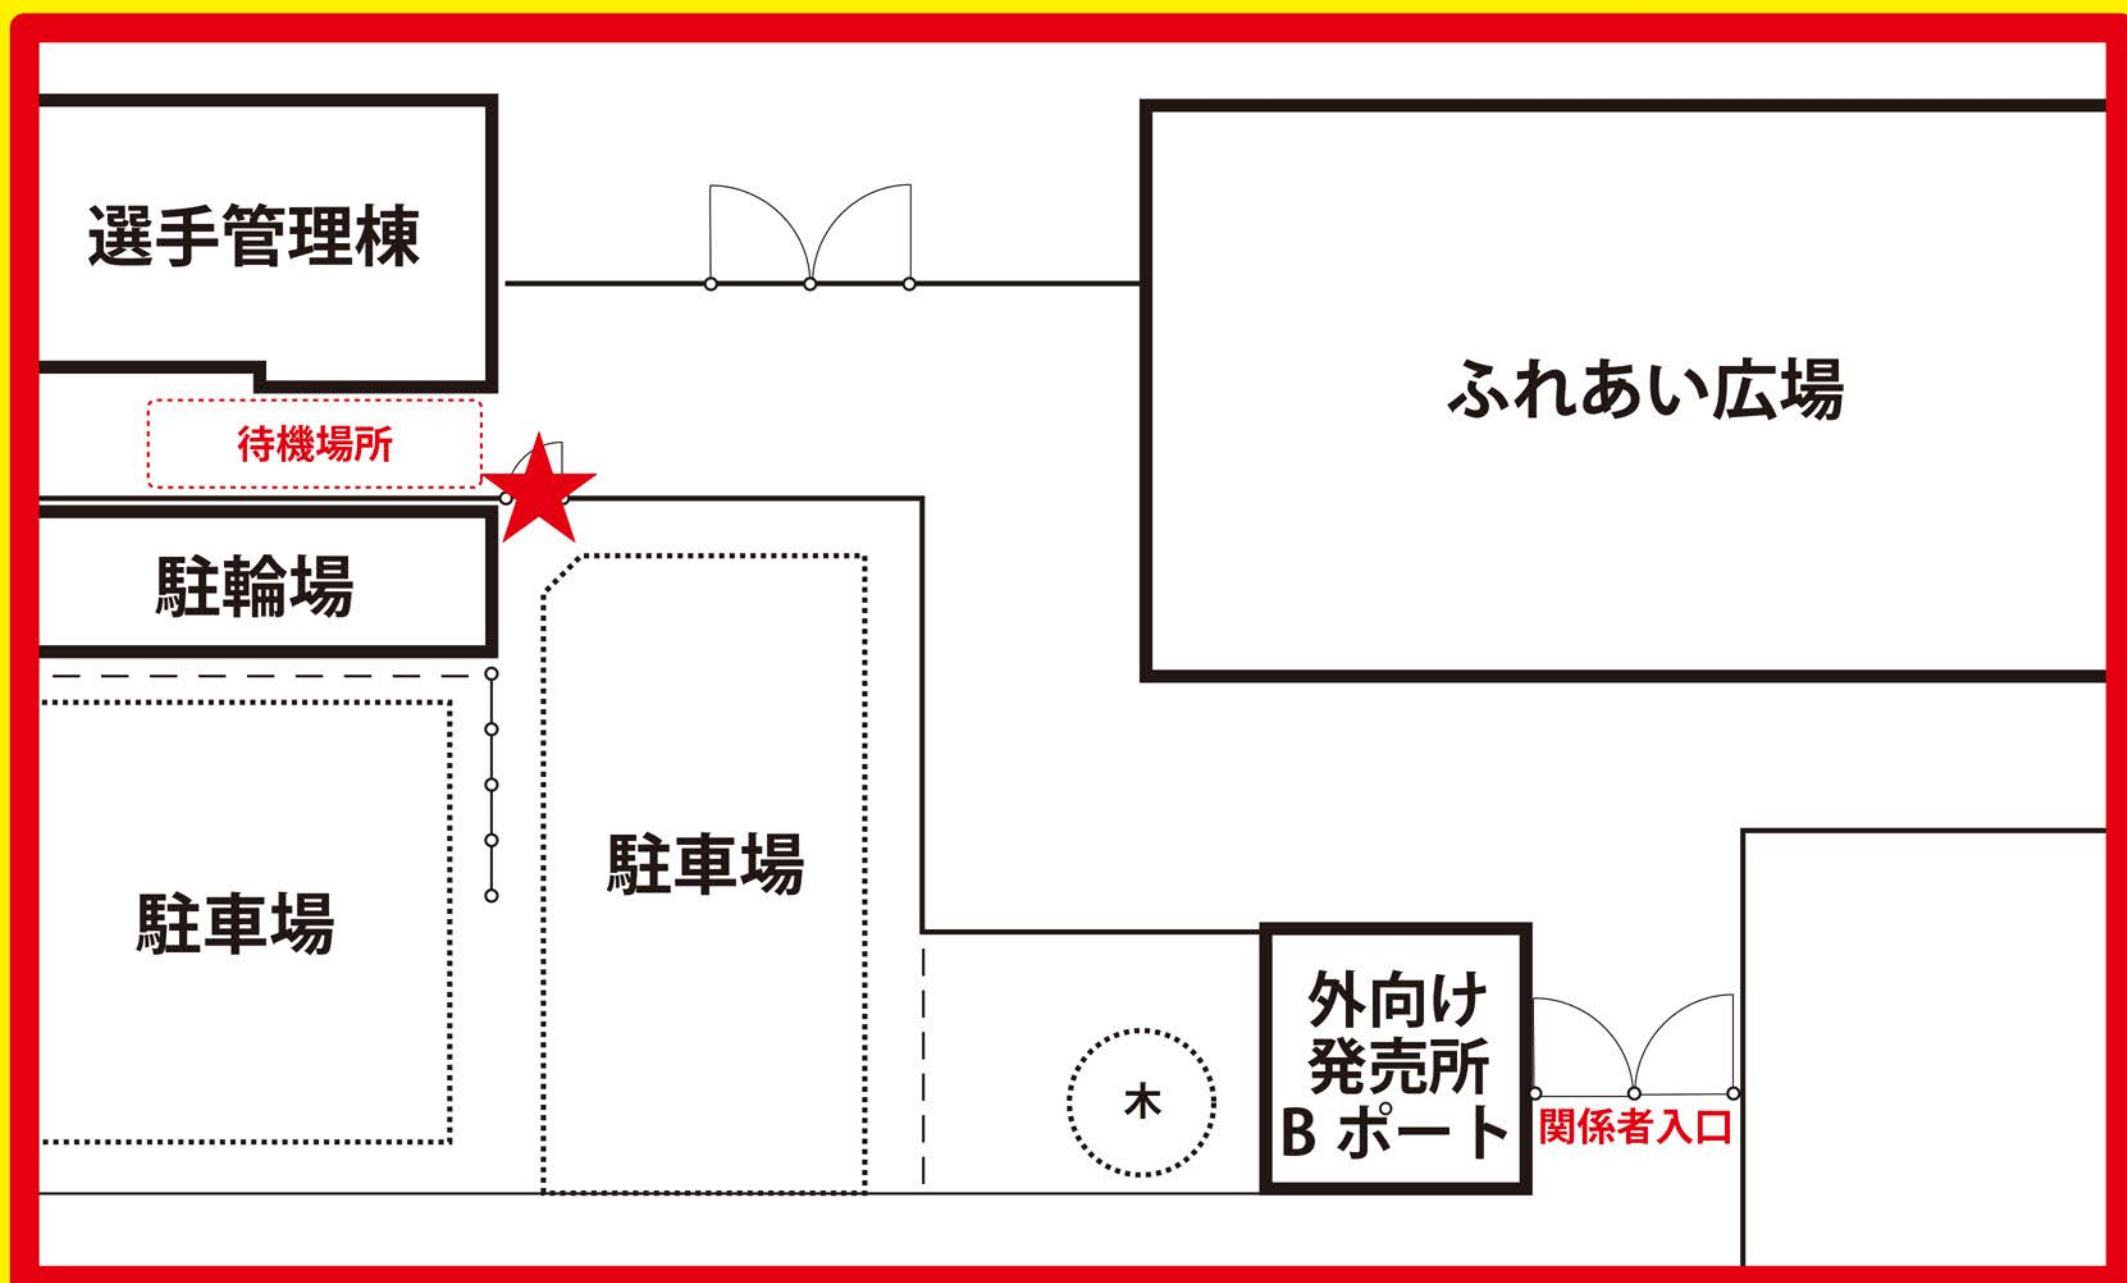 選手管理棟
ふれあい広場
待機場所
駐輪場
駐車場
駐車場
外向け
発売所
B ポート
木
関係者入口